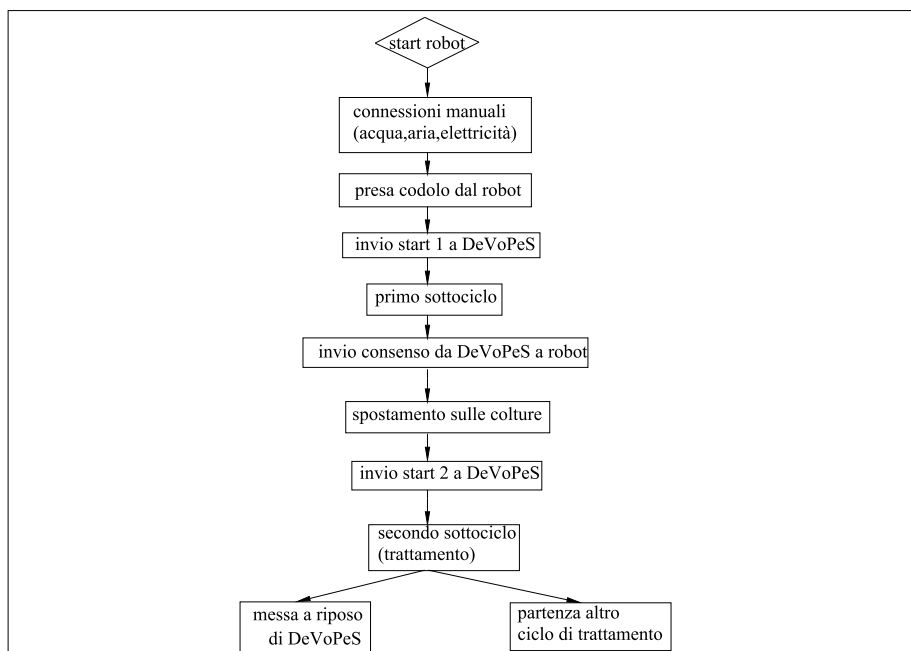 start robot
connessioni manuali
(acqua,aria,elettricità)
presa codolo dal robot
invio start 1 a DeVoPeS
primo sottociclo
invio consenso da DeVoPeS a robot
spostamento sulle colture
invio start 2 a DeVoPeS
secondo sottociclo
(trattamento)
messa a riposo
di DeVoPeS
partenza altro
ciclo di trattamento